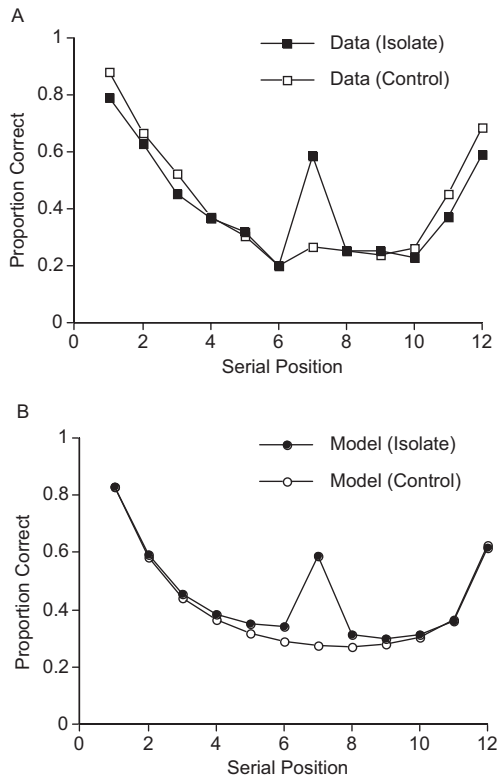 A
1
0.8
0.6
0.4
0.2
0
Proportion Correct
Data (Isolate)
Data (Control)
0 2 4 6 8 10 12
Serial Position
B
1
0.8
0.6
0.4
0.2
0
Proportion Correct
Model (Isolate)
Model (Control)
0 2 4 6 8 10 12
Serial Position